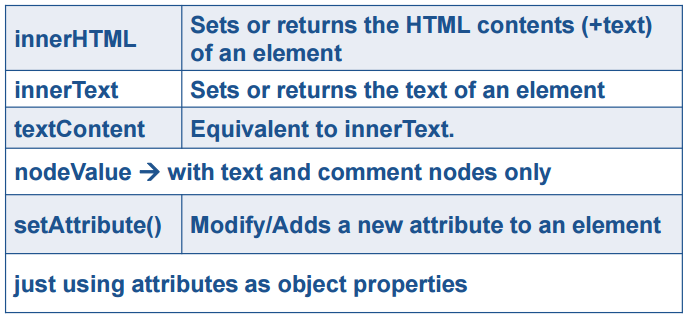 innerHTML
Sets or returns the HTML contents (+text)
of an element
innerText
Sets or returns the text of an element
textContent
Equivalent to innerText.
nodeValue → with text and comment nodes only
setAttribute()
Modify/Adds a new attribute to an element
just using attributes as object properties